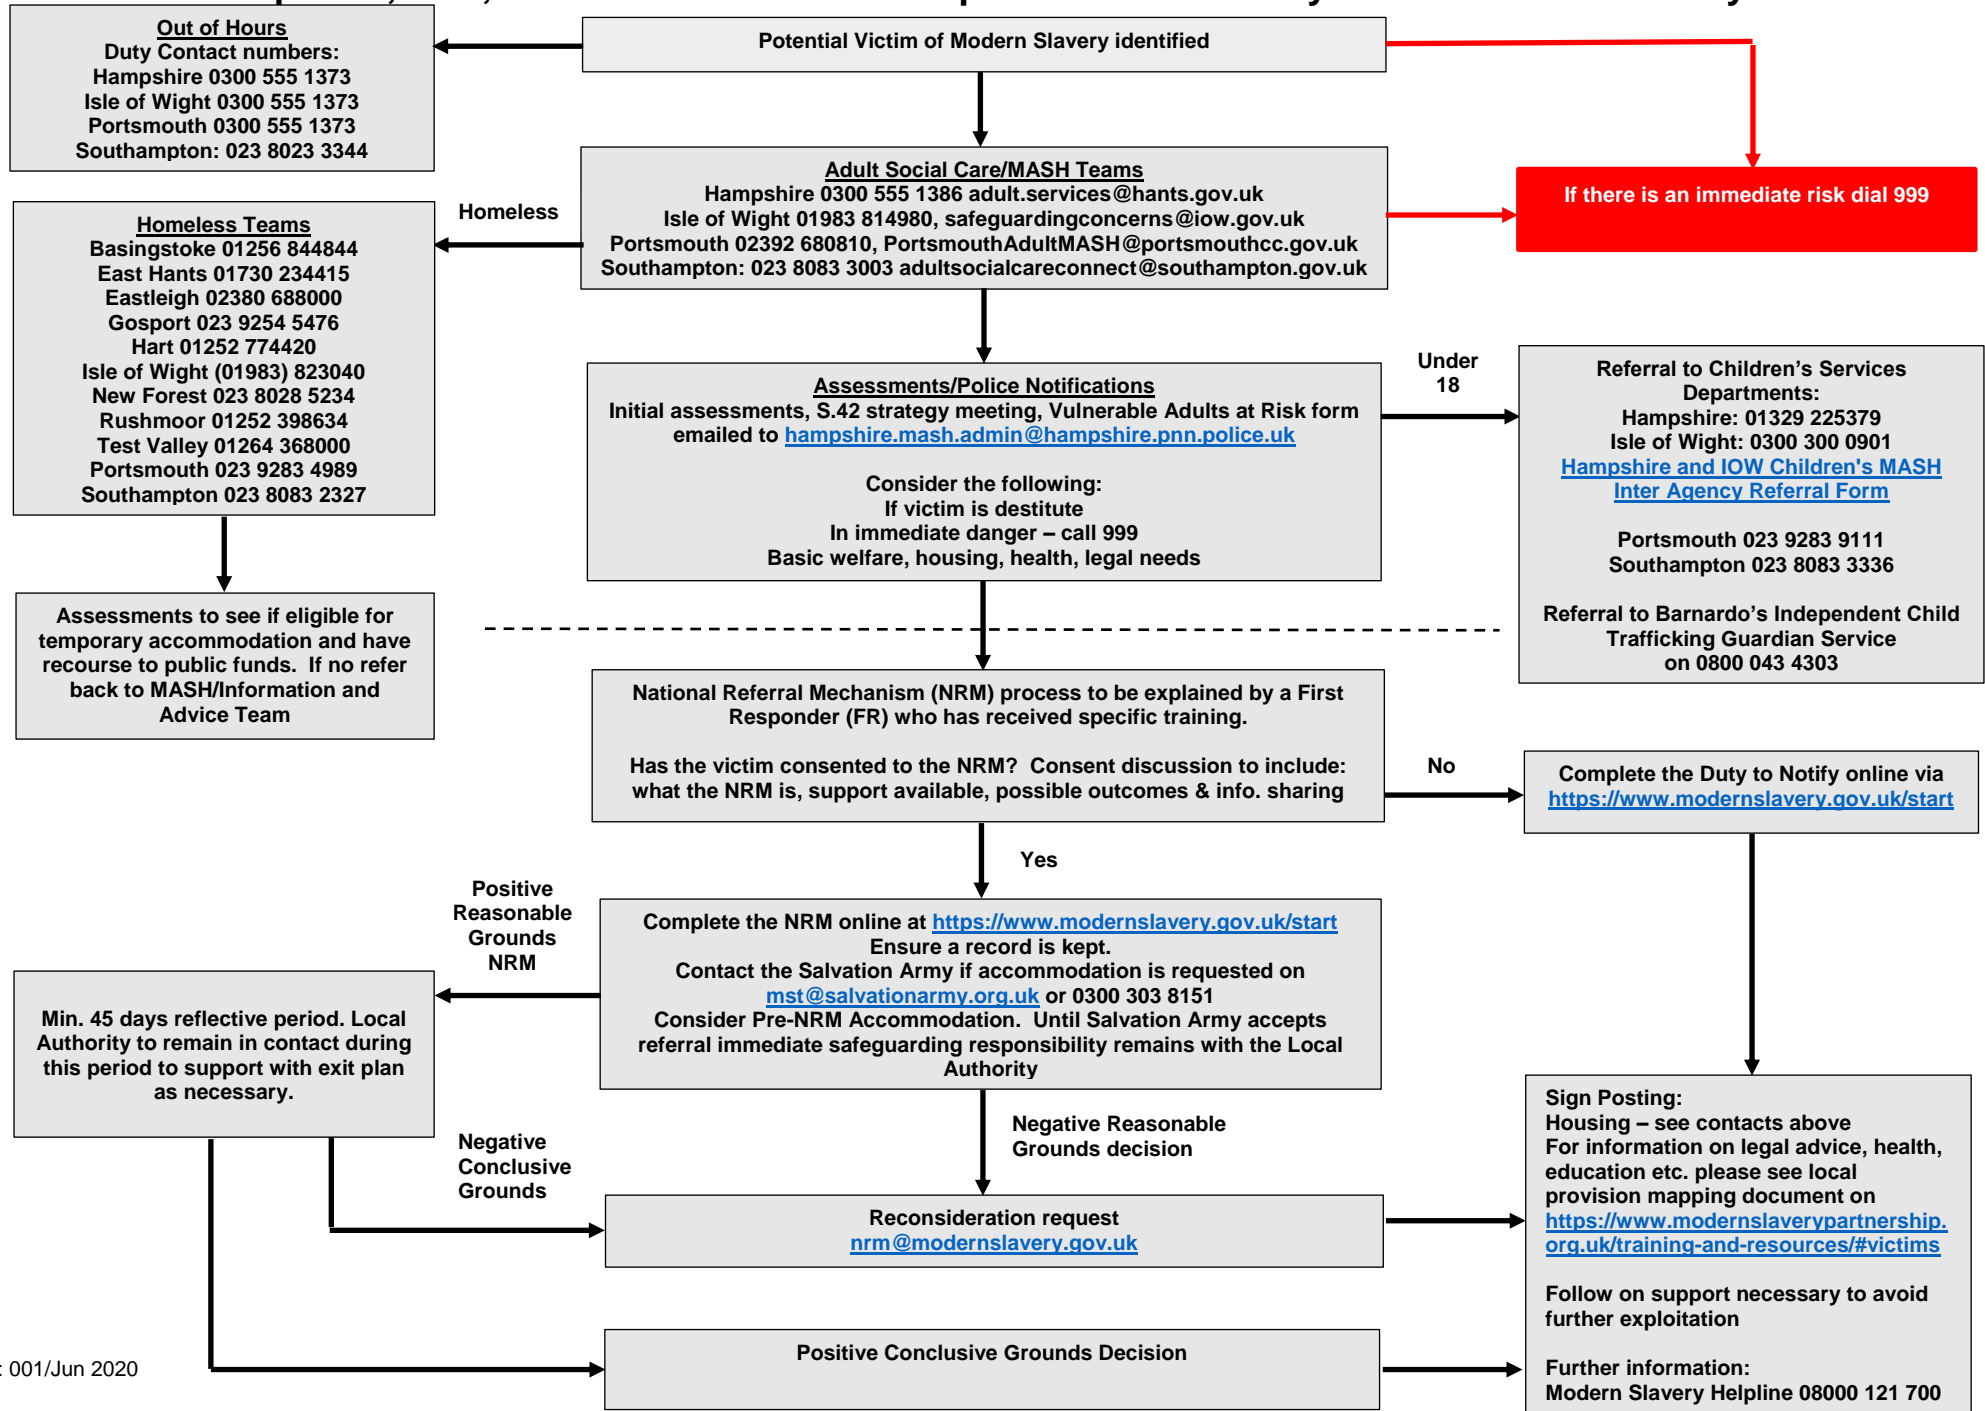 Potential Victim of Modern Slavery identified
Out of Hours
Duty Contact numbers:
Hampshire 0300 555 1373
Isle of Wight 0300 555 1373
Portsmouth 0300 555 1373
Southampton: 023 8023 3344
Adult Social Care/MASH Teams
Hampshire 0300 555 1386 adult.services@hants.gov.uk
Isle of Wight 01983 814980, safeguardingconcerns@iow.gov.uk
Portsmouth 02392 680810, PortsmouthAdultMASH@portsmouthcc.gov.uk
Southampton: 023 8083 3003 adultsocialcareconnect@southampton.gov.uk
If there is an immediate risk dial 999
Homeless
Homeless Teams
Basingstoke 01256 844844
East Hants 01730 234415
Eastleigh 02380 688000
Gosport 023 9254 5476
Hart 01252 774420
Isle of Wight (01983) 823040
New Forest 023 8028 5234
Rushmoor 01252 398634
Test Valley 01264 368000
Portsmouth 023 9283 4989
Southampton 023 8083 2327
Assessments/Police Notifications
Initial assessments, S.42 strategy meeting, Vulnerable Adults at Risk form
emailed to hampshire.mash.admin@hampshire.pnn.police.uk
Consider the following:
If victim is destitute
In immediate danger – call 999
Basic welfare, housing, health, legal needs
Under
18
Referral to Children’s Services
Departments:
Hampshire: 01329 225379
Isle of Wight: 0300 300 0901
Hampshire and IOW Children's MASH
Inter Agency Referral Form
Portsmouth 023 9283 9111
Southampton 023 8083 3336
Referral to Barnardo’s Independent Child
Trafficking Guardian Service
on 0800 043 4303
Assessments to see if eligible for
temporary accommodation and have
recourse to public funds. If no refer
back to MASH/Information and
Advice Team
National Referral Mechanism (NRM) process to be explained by a First
Responder (FR) who has received specific training.
Has the victim consented to the NRM? Consent discussion to include:
what the NRM is, support available, possible outcomes & info. sharing
No
Complete the Duty to Notify online via
https://www.modernslavery.gov.uk/start
Yes
Positive
Reasonable
Grounds
NRM
Complete the NRM online at https://www.modernslavery.gov.uk/start
Ensure a record is kept.
Contact the Salvation Army if accommodation is requested on
mst@salvationarmy.org.uk or 0300 303 8151
Consider Pre-NRM Accommodation. Until Salvation Army accepts
referral immediate safeguarding responsibility remains with the Local
Authority
Min. 45 days reflective period. Local
Authority to remain in contact during
this period to support with exit plan
as necessary.
Negative
Conclusive
Grounds
Negative Reasonable
Grounds decision
Reconsideration request
nrm@modernslavery.gov.uk
Sign Posting:
Housing – see contacts above
For information on legal advice, health,
education etc. please see local
provision mapping document on
https://www.modernslaverypartnership.
org.uk/training-and-resources/#victims
Follow on support necessary to avoid
further exploitation
Further information:
Modern Slavery Helpline 08000 121 700
Positive Conclusive Grounds Decision
: 001/Jun 2020